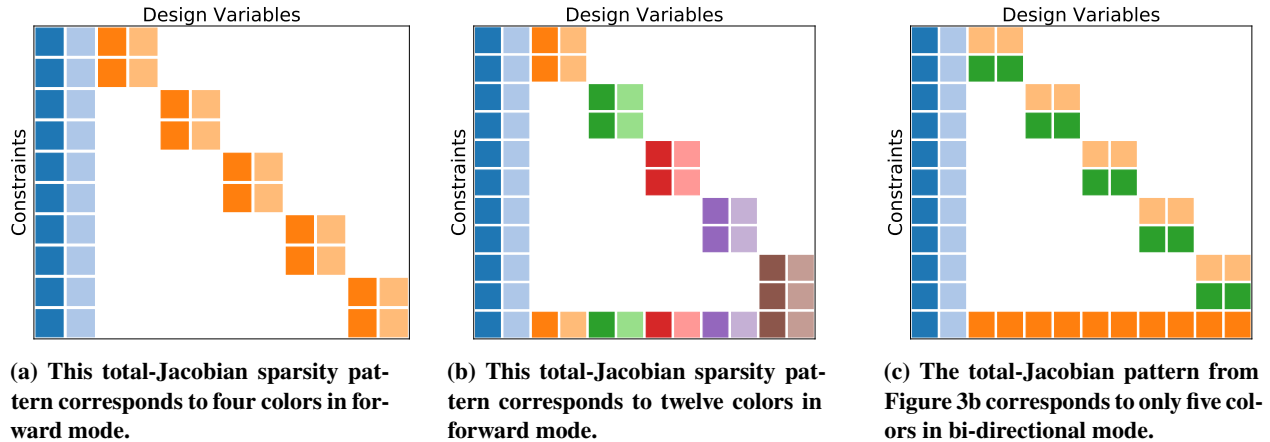 Design Variables
Constraints
(a) This total-Jacobian sparsity pat-
tern corresponds to four colors in for-
ward mode.
Design Variables
Constraints
(b) This total-Jacobian sparsity pat-
tern corresponds to twelve colors in
forward mode.
Design Variables
Constraints
(c) The total-Jacobian pattern from
Figure 3b corresponds to only five col-
ors in bi-directional mode.